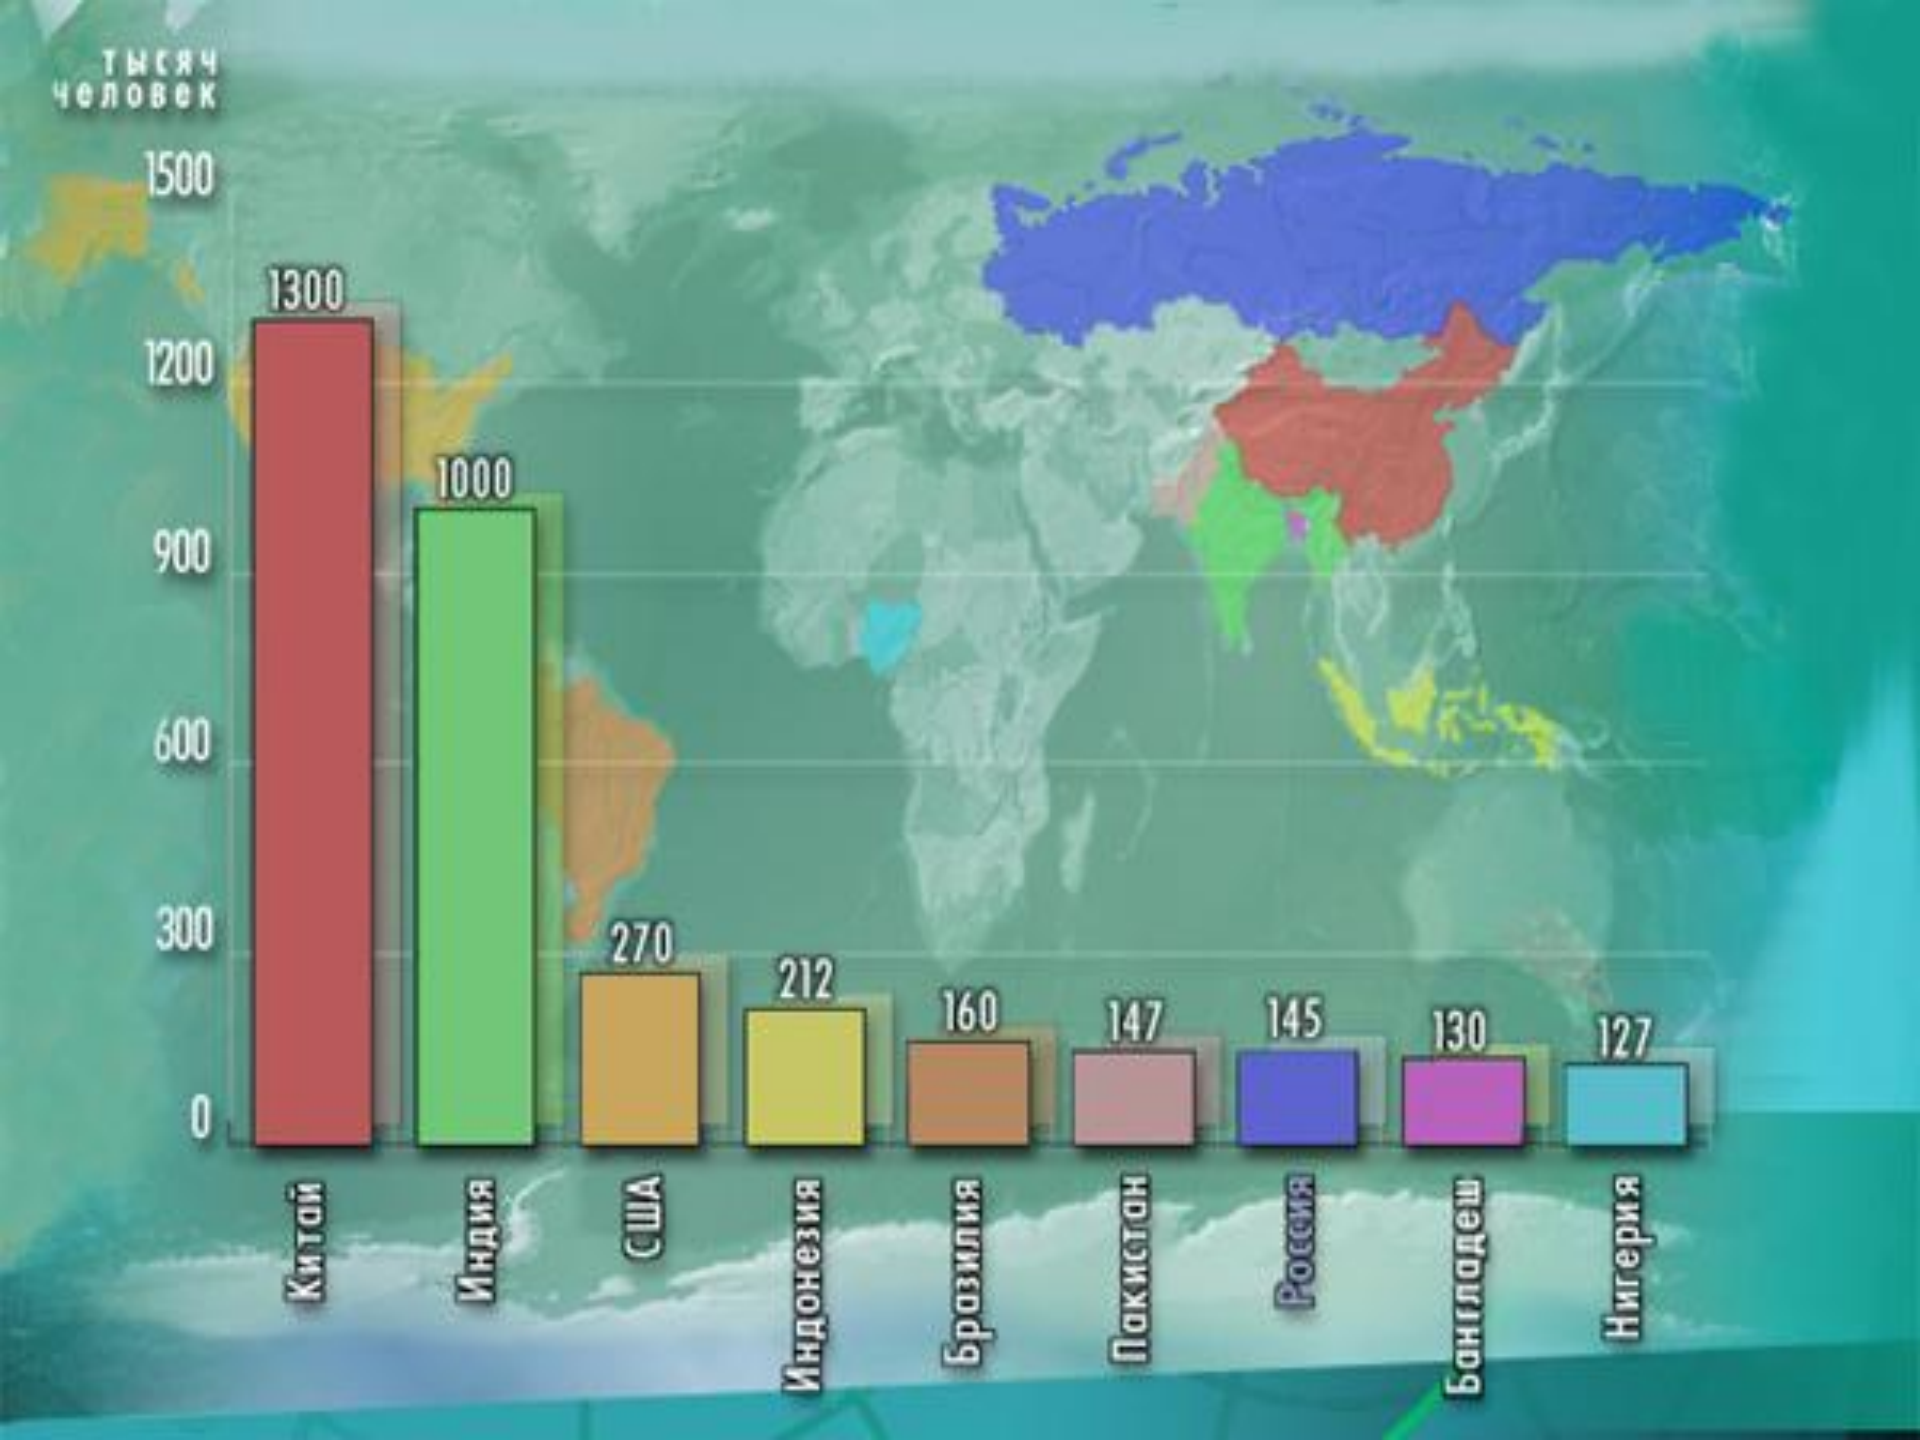 тысяч
человек
1500
1200
900
600
300
0
1300
1000
270
212
160
147
145
130
127
Китай
Индия
США
Индонезия
Бразилия
Пакистан
Россия
Бангладеш
Нигерия